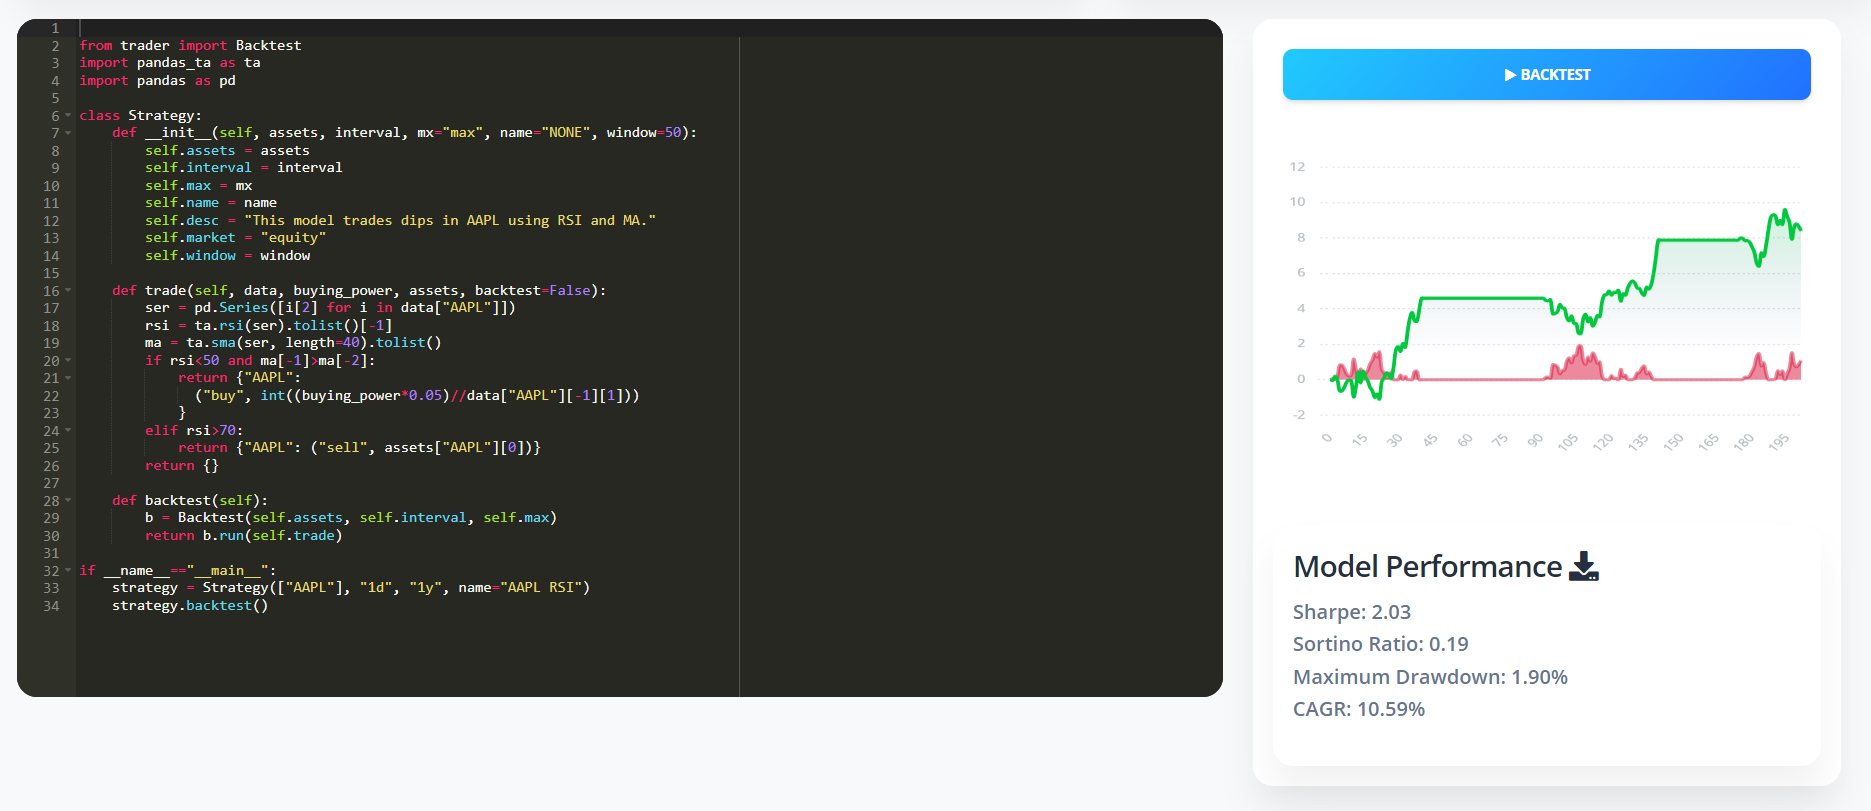 1
2 from trader import Backtest
3 import pandas_ta as ta
4 import pandas as pd
5
6 class Strategy:
7     def __init__(self, assets, interval, mx="max", name="NONE", window=50):
8         self.assets = assets
9         self.interval = interval
10         self.max = mx
11         self.name = name
12         self.desc = "This model trades dips in AAPL using RSI and MA."
13         self.market = "equity"
14         self.window = window
15
16     def trade(self, data, buying_power, assets, backtest=False):
17         ser = pd.Series([i[2] for i in data["AAPL"]])
18         rsi = ta.rsi(ser).tolist()[-1]
19         ma = ta.sma(ser, length=40).tolist()
20         if rsi<50 and ma[-1]>ma[-2]:
21             return {"AAPL":
22               ("buy", int((buying_power*0.05)//data["AAPL"][-1][1]))
23             }
24         elif rsi>70:
25             return {"AAPL": ("sell", assets["AAPL"][0])}
26         return {}
27
28     def backtest(self):
29         b = Backtest(self.assets, self.interval, self.max)
30         return b.run(self.trade)
31
32 if __name__=="__main__":
33     strategy = Strategy(["AAPL"], "1d", "1y", name="AAPL RSI")
34     strategy.backtest()
BACKTEST
12
10
8
6
4
2
0
-2
0 15 30 45 60 75 90 105 120 135 150 165 180 195
Model Performance
Sharpe: 2.03
Sortino Ratio: 0.19
Maximum Drawdown: 1.90%
CAGR: 10.59%